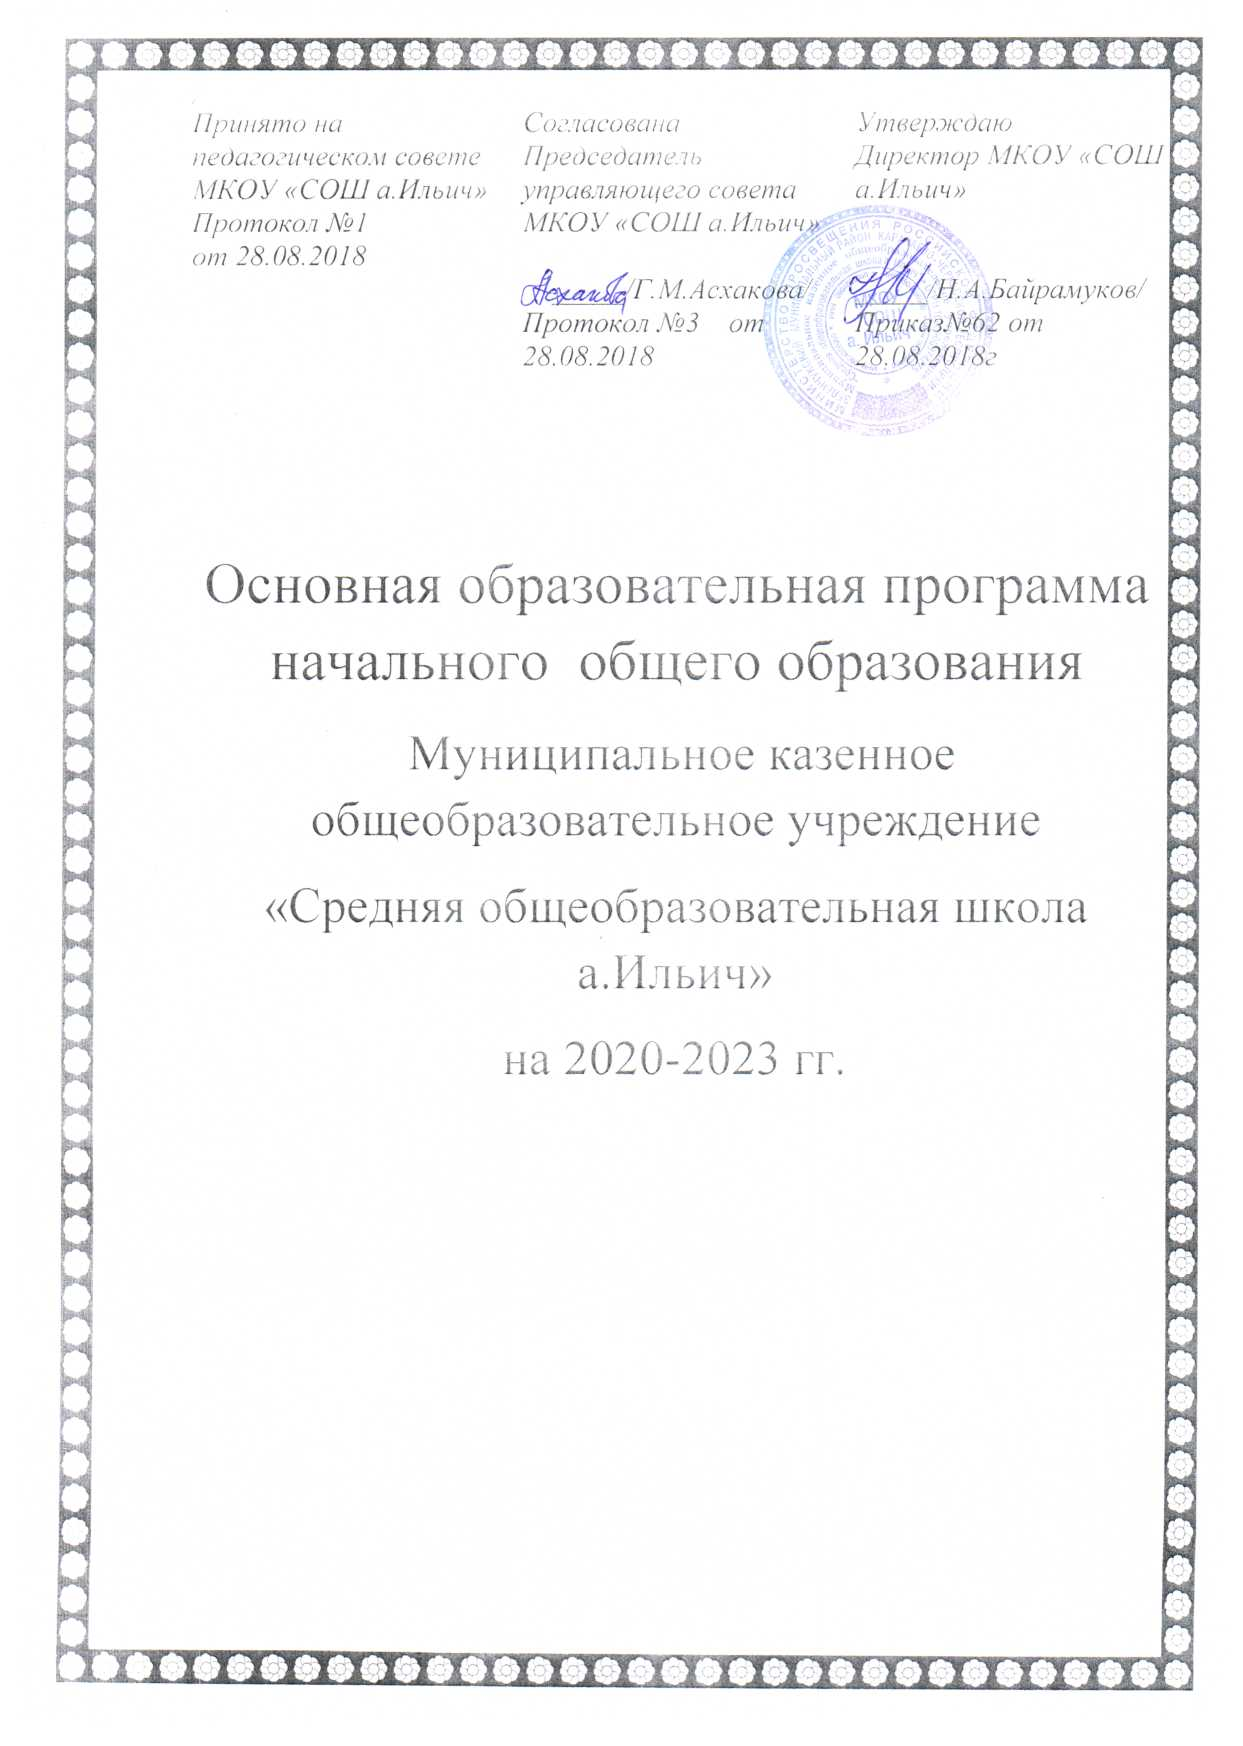 Принято на
педагогическом совете
МКОУ «СОШ а.Ильич»
Протокол №1
от 28.08.2018
Согласована
Председатель
управляющего совета
МКОУ «СОШ а.Ильич»
/Г.М.Асхакова/
Протокол №3 от
28.08.2018
Утверждаю
Директор МКОУ «СОШ
а.Ильич»
/Н.А.Байрамуков/
Приказ№62 от
28.08.2018г
Основная образовательная программа
начального общего образования
Муниципальное казенное
общеобразовательное учреждение
«Средняя общеобразовательная школа
а.Ильич»
на 2020-2023 гг.